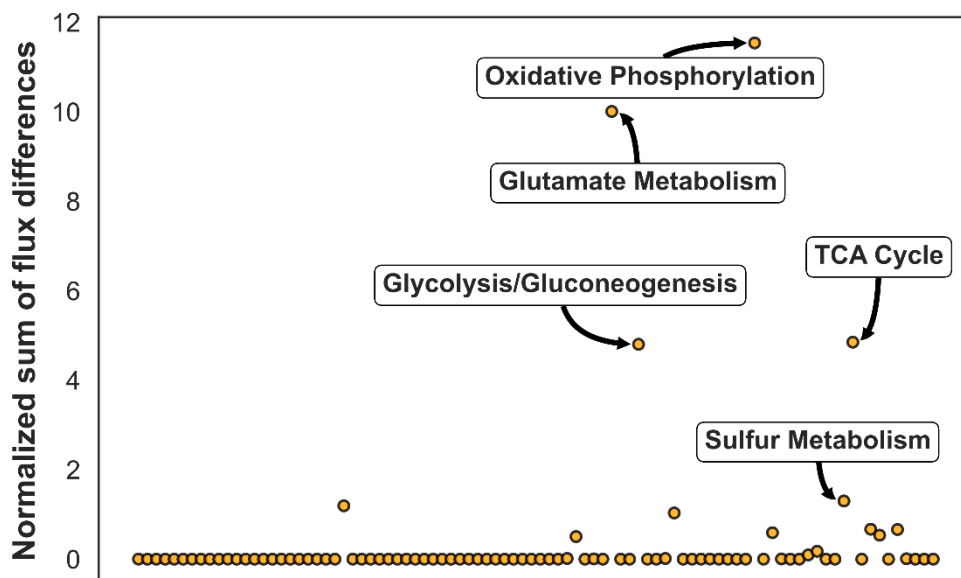 Normalized sum of flux differences
12
10
8
6
4
2
0
Oxidative Phosphorylation
Glutamate Metabolism
TCA Cycle
Glycolysis/Gluconeogenesis
Sulfur Metabolism